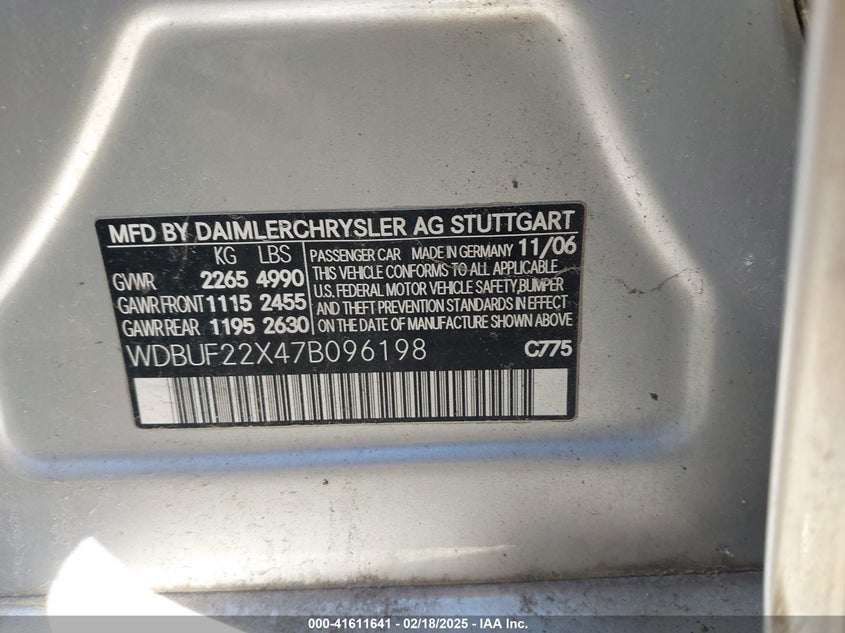 MFD BY DAIMLERCHRYSLER AG STUTTGART
KG LBS
GVWR 2265 4990
GAWR FRONT 1115 2455
GAWR REAR 1195 2630
PASSENGER CAR MADE IN GERMANY 11/06
THIS VEHICLE CONFORMS TO ALL APPLICABLE
U.S. FEDERAL MOTOR VEHICLE SAFETY, BUMPER
AND THEFT PREVENTION STANDARDS IN EFFECT
ON THE DATE OF MANUFACTURE SHOWN ABOVE.
WDBUF22X47B096198 C775
000-41611641 / 02/18/2025 - IAA Inc.